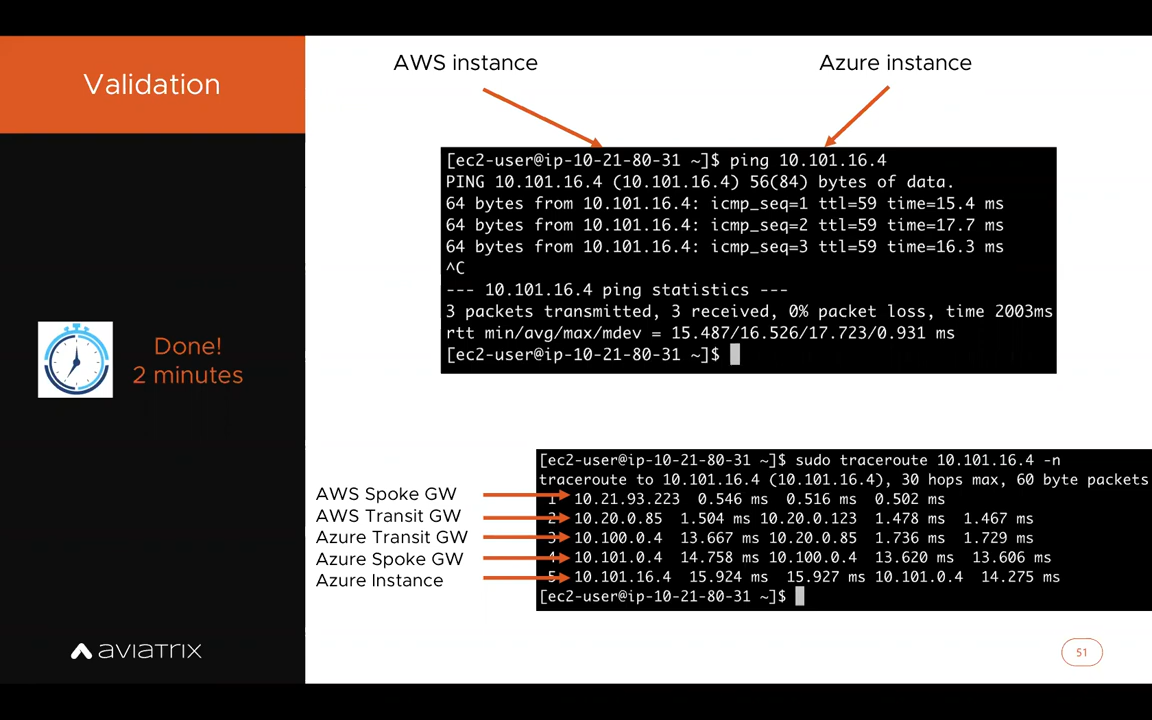 Validation
AWS instance
Azure instance
[ec2-user@ip-10-21-80-31 ~]$ ping 10.101.16.4
PING 10.101.16.4 (10.101.16.4) 56(84) bytes of data.
64 bytes from 10.101.16.4: icmp_seq=1 ttl=59 time=15.4 ms
64 bytes from 10.101.16.4: icmp_seq=2 ttl=59 time=17.7 ms
64 bytes from 10.101.16.4: icmp_seq=3 ttl=59 time=16.3 ms
^C
--- 10.101.16.4 ping statistics ---
3 packets transmitted, 3 received, 0% packet loss, time 2003ms
rtt min/avg/max/mdev = 15.487/16.526/17.723/0.931 ms
[ec2-user@ip-10-21-80-31 ~]$
Done!
2 minutes
AWS Spoke GW
AWS Transit GW
Azure Transit GW
Azure Spoke GW
Azure Instance
[ec2-user@ip-10-21-80-31 ~]$ sudo traceroute 10.101.16.4 -n
traceroute to 10.101.16.4 (10.101.16.4), 30 hops max, 60 byte packets
1 10.21.93.223 0.546 ms 0.516 ms 0.502 ms
2 10.20.0.85 1.504 ms 10.20.0.123 1.478 ms 1.467 ms
3 10.100.0.4 13.667 ms 10.20.0.85 1.736 ms 1.729 ms
4 10.101.0.4 14.758 ms 10.100.0.4 13.620 ms 13.606 ms
5 10.101.16.4 15.924 ms 15.927 ms 10.101.0.4 14.275 ms
[ec2-user@ip-10-21-80-31 ~]$
aviatrix
51